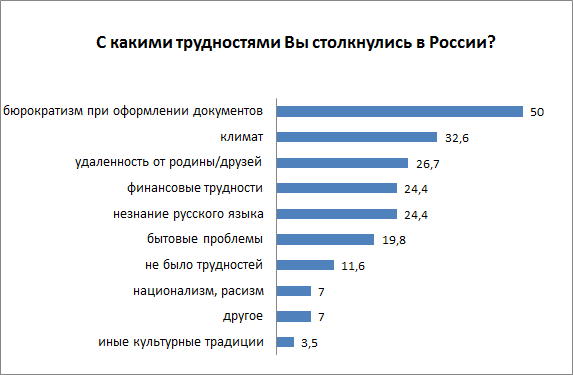 С какими трудностями Вы столкнулись в России?
бюрократизм при оформлении документов 50
климат 32,6
удаленность от родины/друзей 26,7
финансовые трудности 24,4
незнание русского языка 24,4
бытовые проблемы 19,8
не было трудностей 11,6
национализм, расизм 7
другое 7
иные культурные традиции 3,5